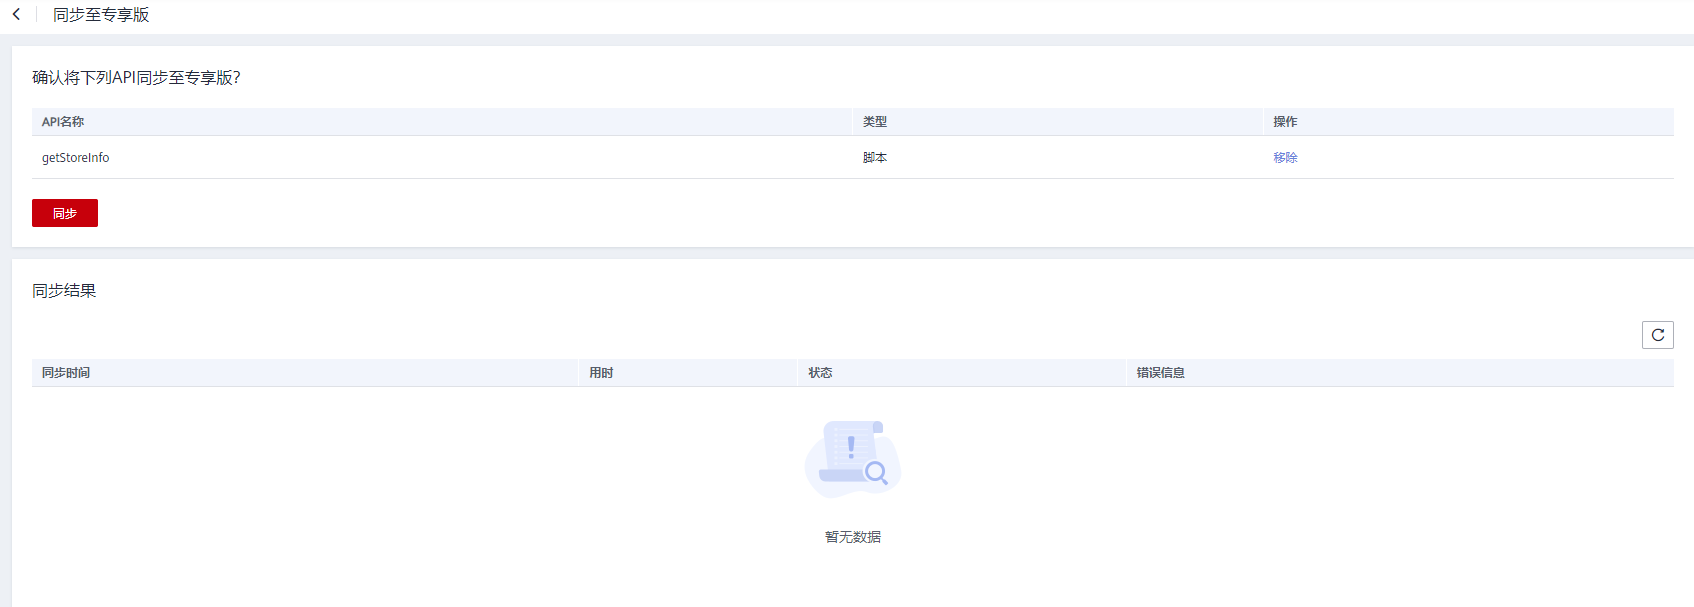 同步至专享版
确认将下列API同步至专享版?
API名称 类型 操作
getStoreInfo 脚本 移除
同步
同步结果
同步时间 用时 状态 错误信息
暂无数据